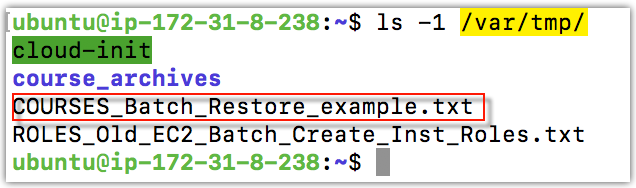 ubuntu@ip-172-31-8-238:~$ ls -1 /var/tmp/
cloud-init
course_archives
COURSES_Batch_Restore_example.txt
ROLES_Old_EC2_Batch_Create_Inst_Roles.txt
ubuntu@ip-172-31-8-238:~$